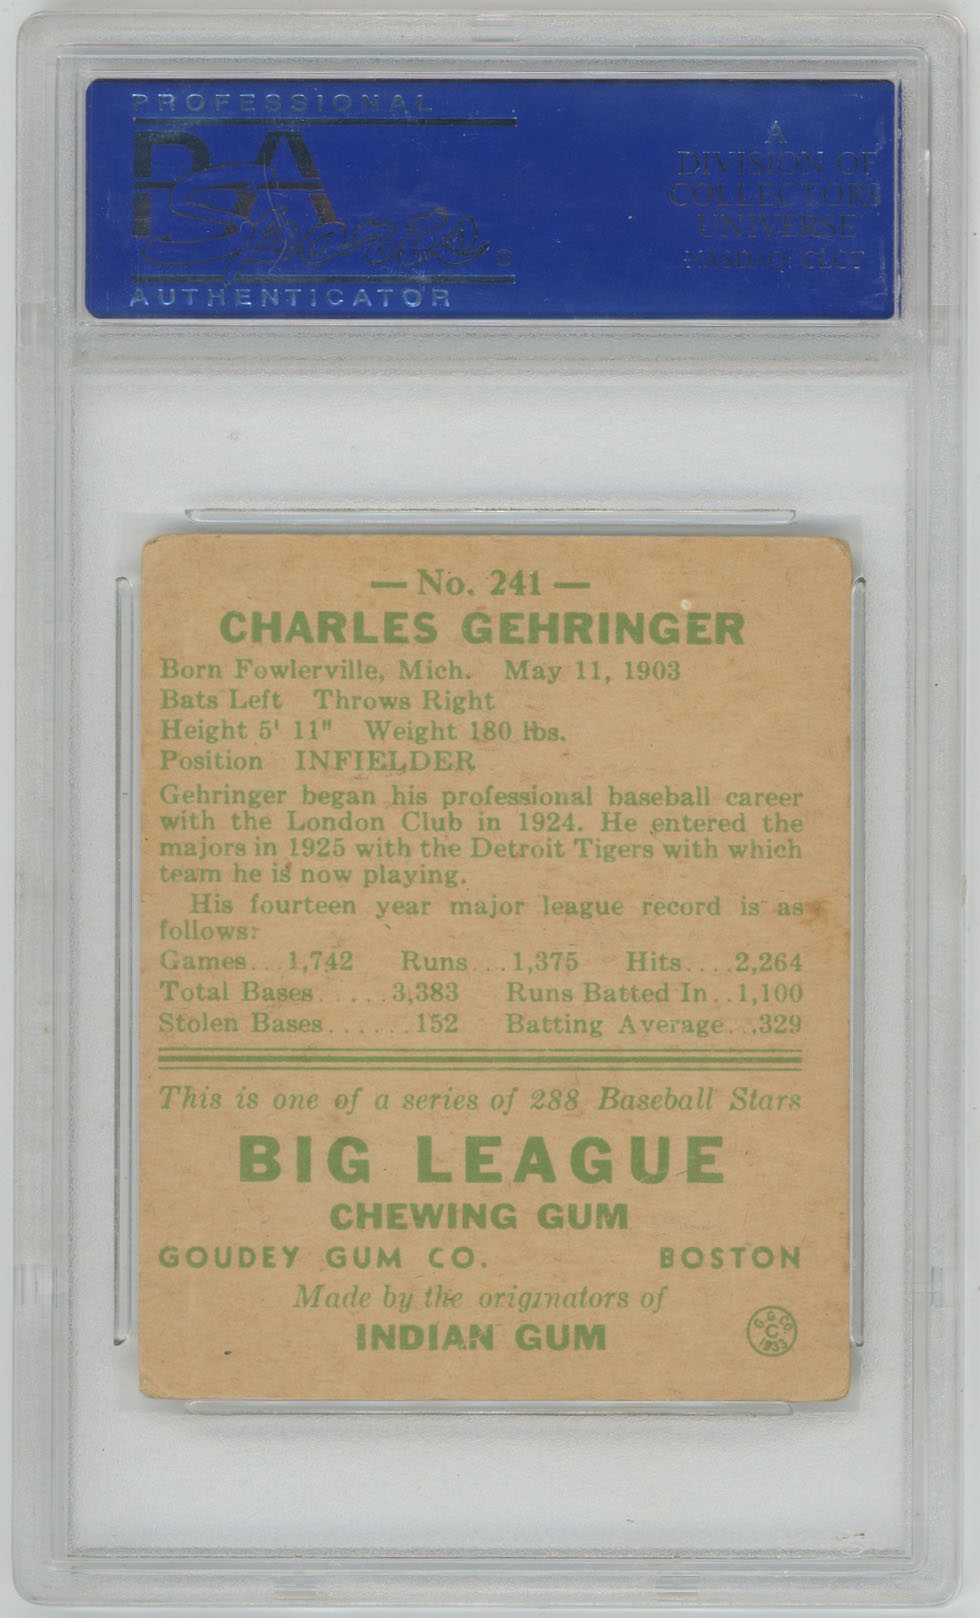 PROFESSIONAL
PSA
Sports®
AUTHENTICATOR
A
DIVISION OF
COLLECTORS
UNIVERSE
NASDAQ: CLCT
— No. 241 —
CHARLES GEHRINGER
Born Fowlerville, Mich. May 11, 1903
Bats Left Throws Right
Height 5' 11" Weight 180 lbs.
Position INFIELDER
Gehringer began his professional baseball career
with the London Club in 1924. He entered the
majors in 1925 with the Detroit Tigers with which
team he is now playing.
His fourteen year major league record is as
follows:
Games...1,742 Runs...1,375 Hits....2,264
Total Bases.....3,383 Runs Batted In..1,100
Stolen Bases......152 Batting Average...329
This is one of a series of 288 Baseball Stars
BIG LEAGUE
CHEWING GUM
GOUDEY GUM CO. BOSTON
Made by the originators of
INDIAN GUM
G.G.CO
C.
1933